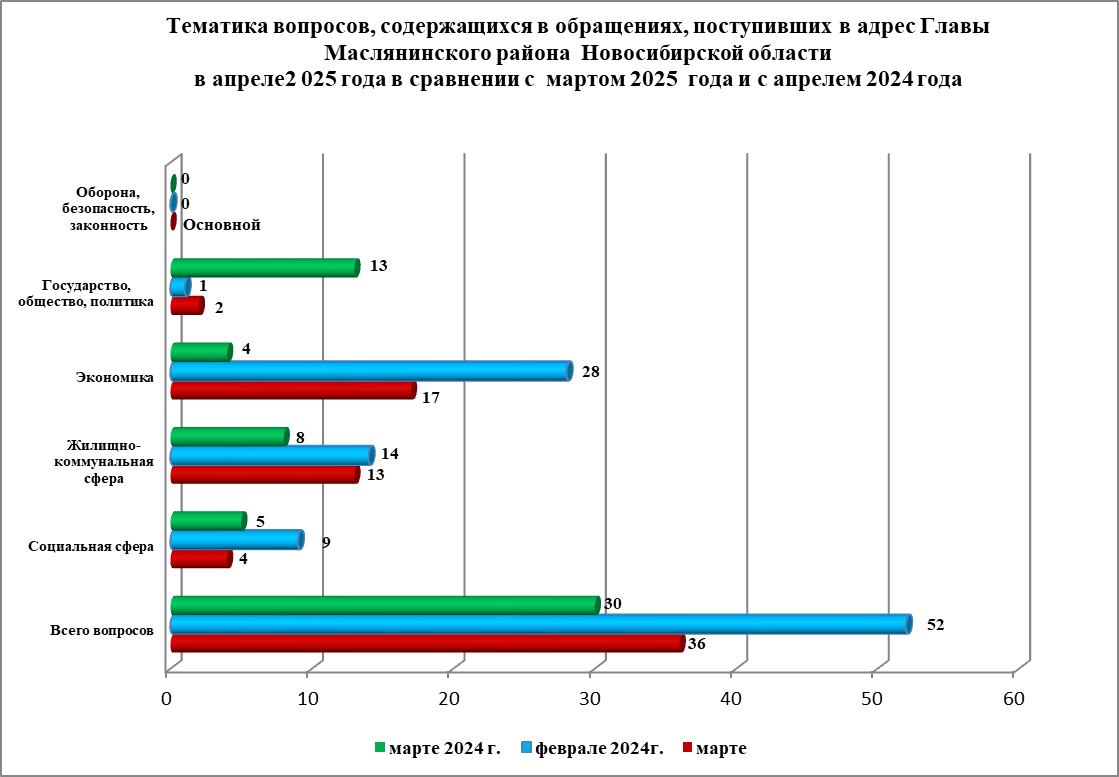 Тематика вопросов, содержащихся в обращениях, поступивших в адрес Главы
Маслянинского района Новосибирской области
в апреле2 025 года в сравнении с мартом 2025 года и с апрелем 2024 года
Оборона,
безопасность,
законность
0
0
Основной
Государство,
общество, политика
13
1
2
Экономика
4
28
17
Жилищно-
коммунальная
сфера
8
14
13
Социальная сфера
5
9
4
Всего вопросов
30
52
36
0 10 20 30 40 50 60
марте 2024 г. феврале 2024г. марте